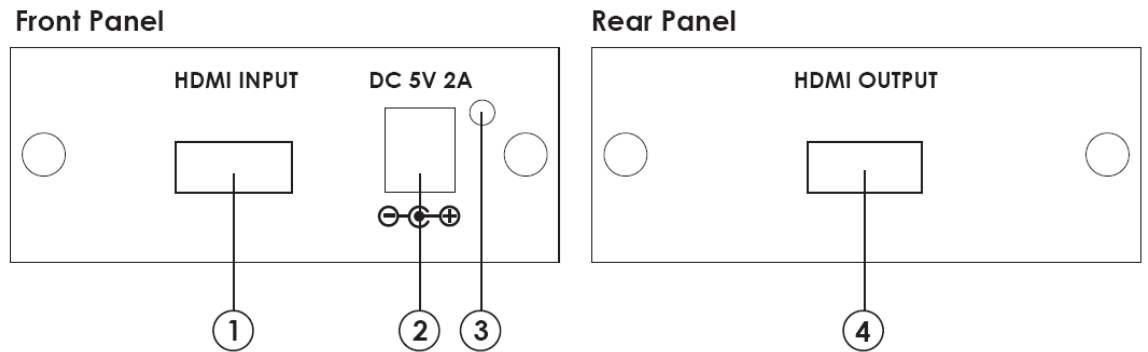 Front Panel
HDMI INPUT
DC 5V 2A
1
2
3
Rear Panel
HDMI OUTPUT
4